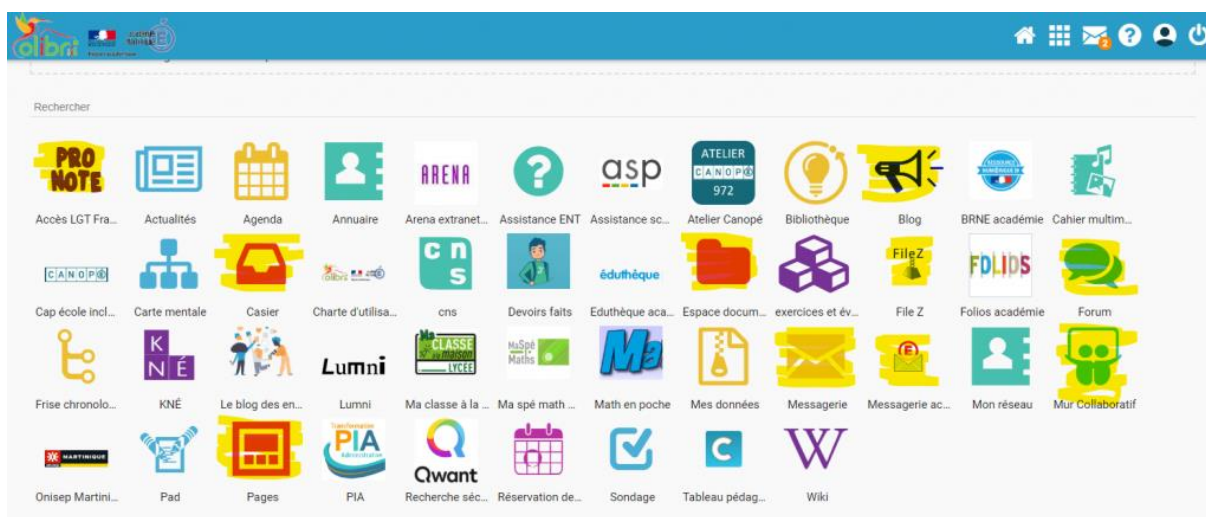 olibri
2
Rechercher
PRO NOTE
ARENA
?
asp
ATELIER CANOPÉ 972
Accès LGT Fra...
Actualités
Agenda
Annuaire
Arena extranet...
Assistance ENT
Assistance sc...
Atelier Canopé
Bibliothèque
Blog
BRNE académie
Cahier multim...
CANOPÉ
cns
éduthèque
FileZ
FOLIOS
Cap école incl...
Carte mentale
Casier
Charte d'utilisa...
cns
Devoirs faits
Eduthèque aca...
Espace docum...
exercices et év...
File Z
Folios académie
Forum
KNÉ
Lumni
Ma CLASSE à la maison LYCÉE
MaSpé Maths
Ma
Frise chronolo...
KNÉ
Le blog des en...
Lumni
Ma classe à la ...
Ma spé math ...
Math en poche
Mes données
Messagerie
Messagerie ac...
Mon réseau
Mur Collaboratif
MARTINIQUE
PIA
Qwant
C
W
Onisep Martini...
Pad
Pages
PIA
Recherche séc...
Réservation de...
Sondage
Tableau pédag...
Wiki